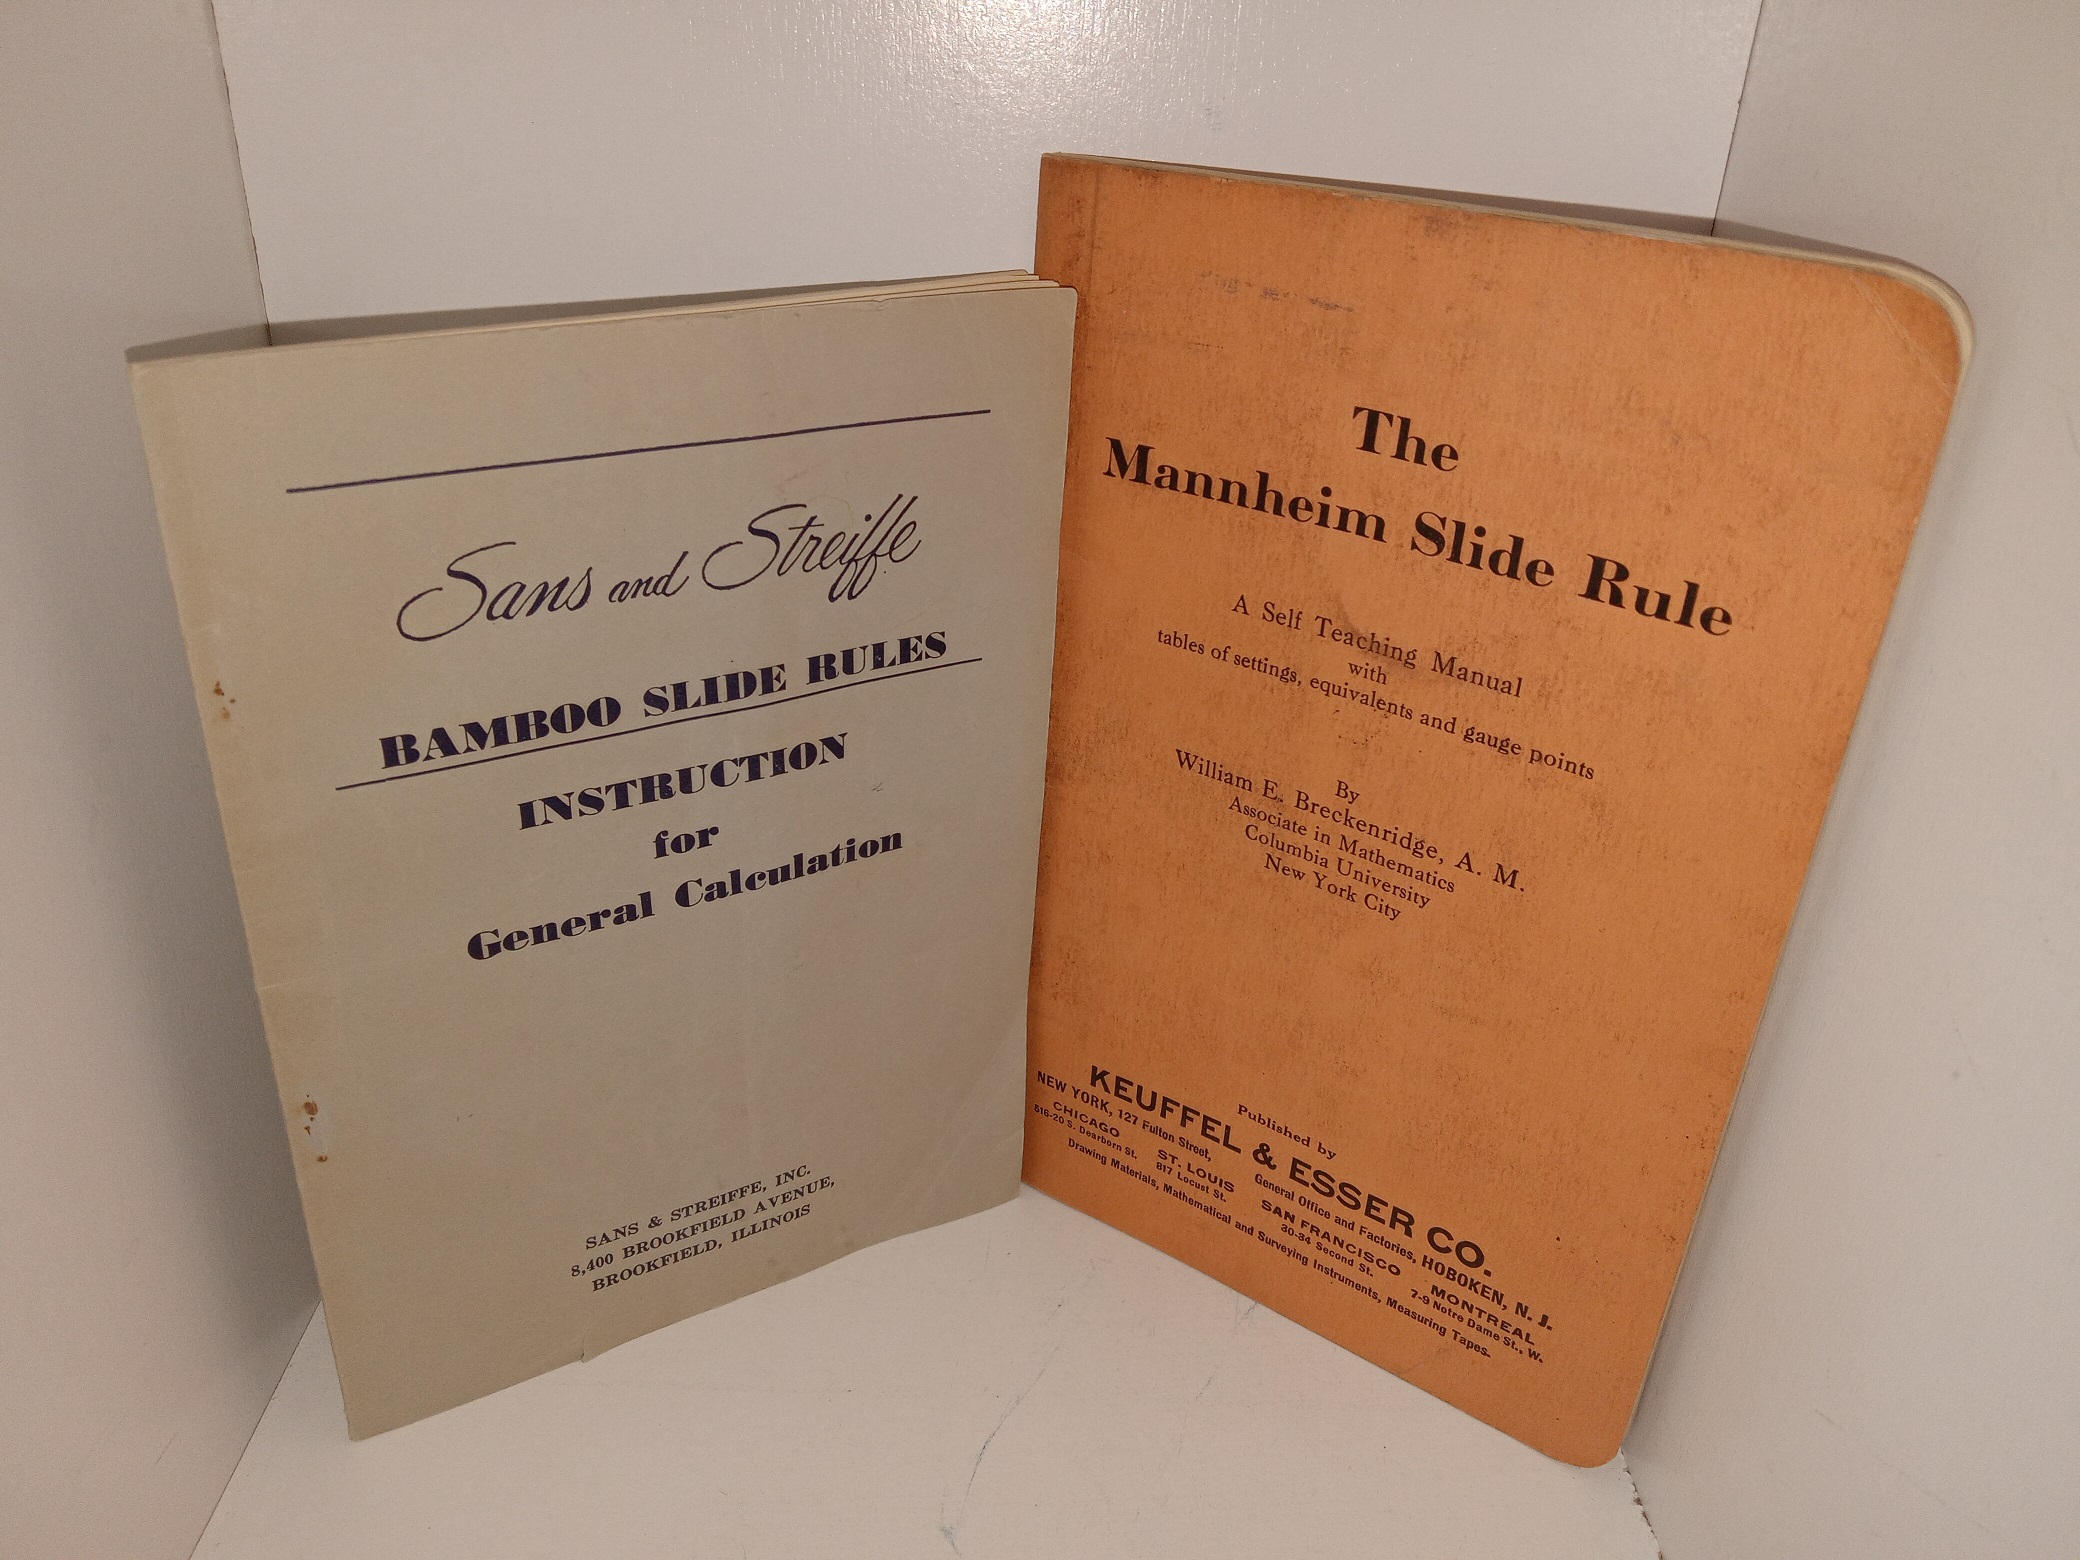 Sans and Streiffe
BAMBOO SLIDE RULES
INSTRUCTION
for
General Calculation
SANS & STREIFFE, INC.
8,400 BROOKFIELD AVENUE,
BROOKFIELD, ILLINOIS
The
Mannheim Slide Rule
A Self Teaching Manual
with
tables of settings, equivalents and gauge points
By
William E. Breckenridge, A. M.
Associate in Mathematics
Columbia University
New York City
Published by
KEUFFEL & ESSER CO.
NEW YORK, 127 Fulton Street, General Office and Factories, HOBOKEN, N. J.
CHICAGO ST. LOUIS SAN FRANCISCO MONTREAL
516-20 S. Dearborn St. 817 Locust St. 30-34 Second St. 7-9 Notre Dame St., W.
Drawing Materials, Mathematical and Surveying Instruments, Measuring Tapes.